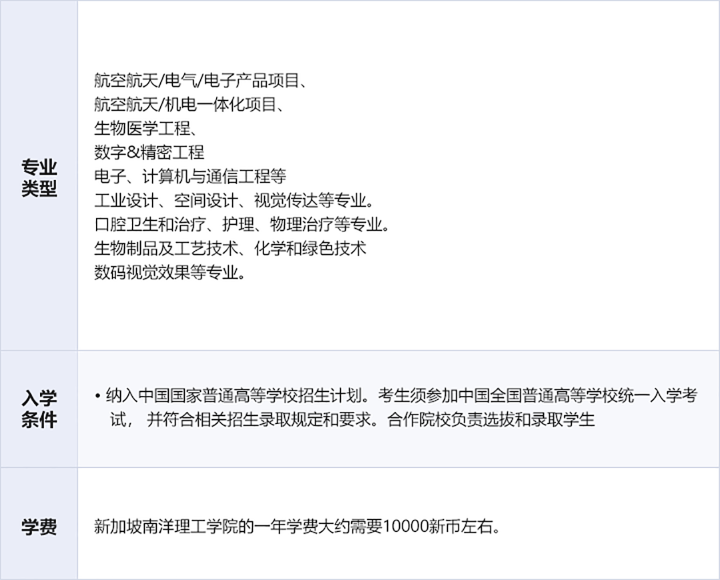 专业
类型
航空航天/电气/电子产品项目、
航空航天/机电一体化项目、
生物医学工程、
数字&精密工程
电子、计算机与通信工程等
工业设计、空间设计、视觉传达等专业。
口腔卫生和治疗、护理、物理治疗等专业。
生物制品及工艺技术、化学和绿色技术
数码视觉效果等专业。
入学
条件
• 纳入中国国家普通高等学校招生计划。考生须参加中国全国普通高等学校统一入学考
试， 并符合相关招生录取规定和要求。合作院校负责选拔和录取学生
学费
新加坡南洋理工学院的一年学费大约需要10000新币左右。